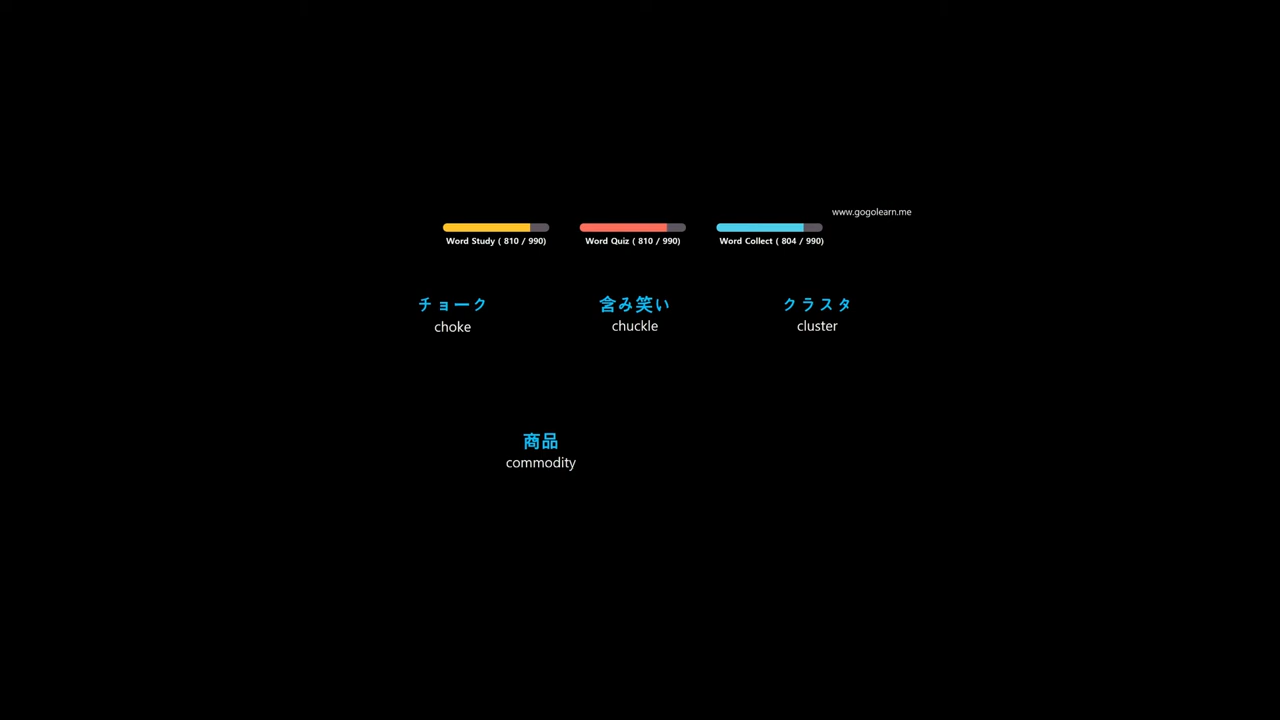 www.gogolearn.me
Word Study ( 810 / 990)
Word Quiz ( 810 / 990)
Word Collect ( 804 / 990)
チョーク
choke
含み笑い
chuckle
クラスタ
cluster
商品
commodity